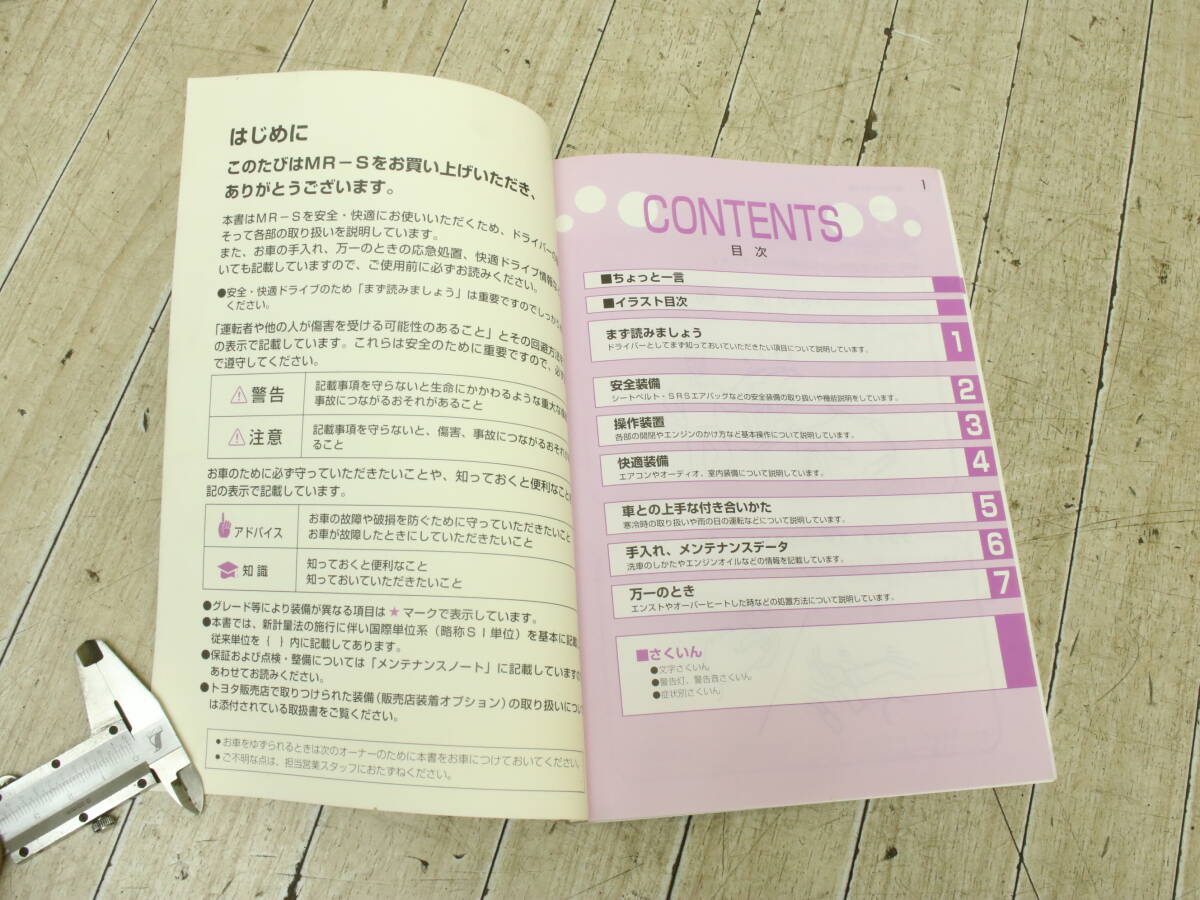 はじめに
このたびはMR－Sをお買い上げいただき、
ありがとうございます。
本書はMR－Sを安全・快適にお使いいただくため、ドライバーの
そって各部の取り扱いを説明しています。
また、お車の手入れ、万一のときの応急処置、快適ドライブ情報
いても記載していますので、ご使用前に必ずお読みください。
●安全・快適ドライブのため「まず読みましょう」は重要ですのでしっかり
ください。
「運転者や他の人が傷害を受ける可能性のあること」とその回避方法を
の表示で記載しています。これらは安全のために重要ですので、必ず
で遵守してください。
警告
記載事項を守らないと生命にかかわるような重大な
事故につながるおそれがあること
注意
記載事項を守らないと、傷害、事故につながるおそれ
ること
お車のために必ず守っていただきたいことや、知っておくと便利なこと
記の表示で記載しています。
アドバイス
お車の故障や破損を防ぐために守っていただきたいこと
お車が故障したときにしていただきたいこと
知識
知っておくと便利なこと
知っておいていただきたいこと
●グレード等により装備が異なる項目は★マークで表示しています。
●本書では、新計量法の施行に伴い国際単位系（略称SI単位）を基本に記載
従来単位を｛ ｝内に記載してあります。
●保証および点検・整備については「メンテナンスノート」に記載していますの
あわせてお読みください。
●トヨタ販売店で取りつけられた装備（販売店装着オプション）の取り扱いについ
は添付されている取扱書をご覧ください。
●お車をゆずられるときは次のオーナーのために本書をお車につけておいてください。
●ご不明な点は、担当営業スタッフにおたずねください。
1
CONTENTS
目次
■ちょっと一言
■イラスト目次
まず読みましょう
ドライバーとしてまず知っておいていただきたい項目について説明しています。
1
安全装備
シートベルト・SRSエアバックなどの安全装備の取り扱いや機能説明をしています。
2
操作装置
各部の開閉やエンジンのかけ方など基本操作について説明しています。
3
快適装備
エアコンやオーディオ、室内装備について説明しています。
4
車との上手な付き合いかた
寒冷時の取り扱いや雨の日の運転などについて説明しています。
5
手入れ、メンテナンスデータ
洗車のしかたやエンジンオイルなどの情報を記載しています。
6
万一のとき
エンストやオーバーヒートした時などの処置方法について説明しています。
7
■さくいん
●文字さくいん
●警告灯、警告音さくいん
●症状別さくいん